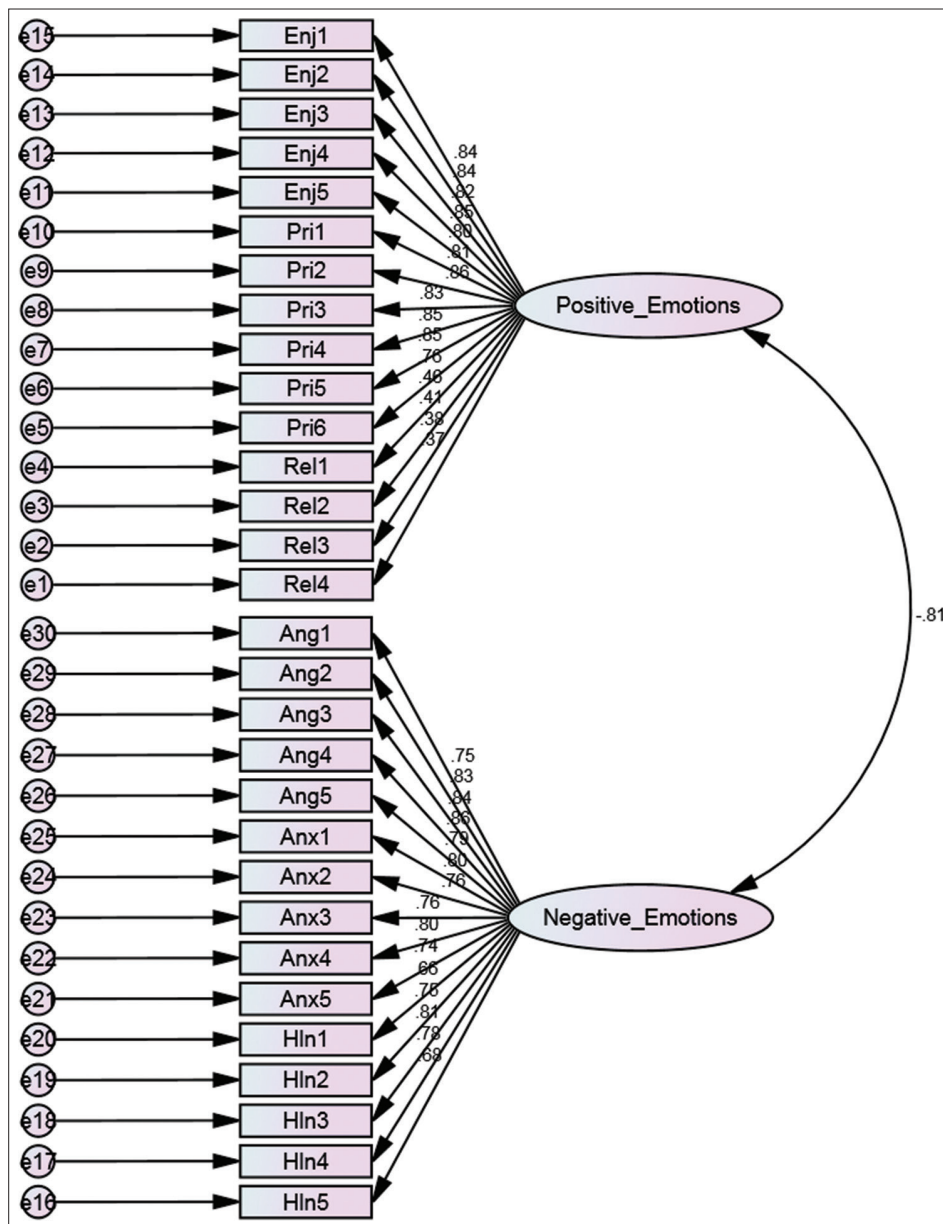 e15 Enj1
e14 Enj2
e13 Enj3
e12 Enj4
e11 Enj5
e10 Pri1
e9 Pri2
e8 Pri3
e7 Pri4
e6 Pri5
e5 Pri6
e4 Rel1
e3 Rel2
e2 Rel3
e1 Rel4
.84
.84
.82
.85
.80
.81
.86
.83
.85
.85
.76
.46
.41
.38
.37
Positive_Emotions
-.81
e30 Ang1
e29 Ang2
e28 Ang3
e27 Ang4
e26 Ang5
e25 Anx1
e24 Anx2
e23 Anx3
e22 Anx4
e21 Anx5
e20 Hln1
e19 Hln2
e18 Hln3
e17 Hln4
e16 Hln5
.75
.83
.84
.86
.79
.80
.76
.76
.80
.74
.66
.75
.81
.78
.68
Negative_Emotions